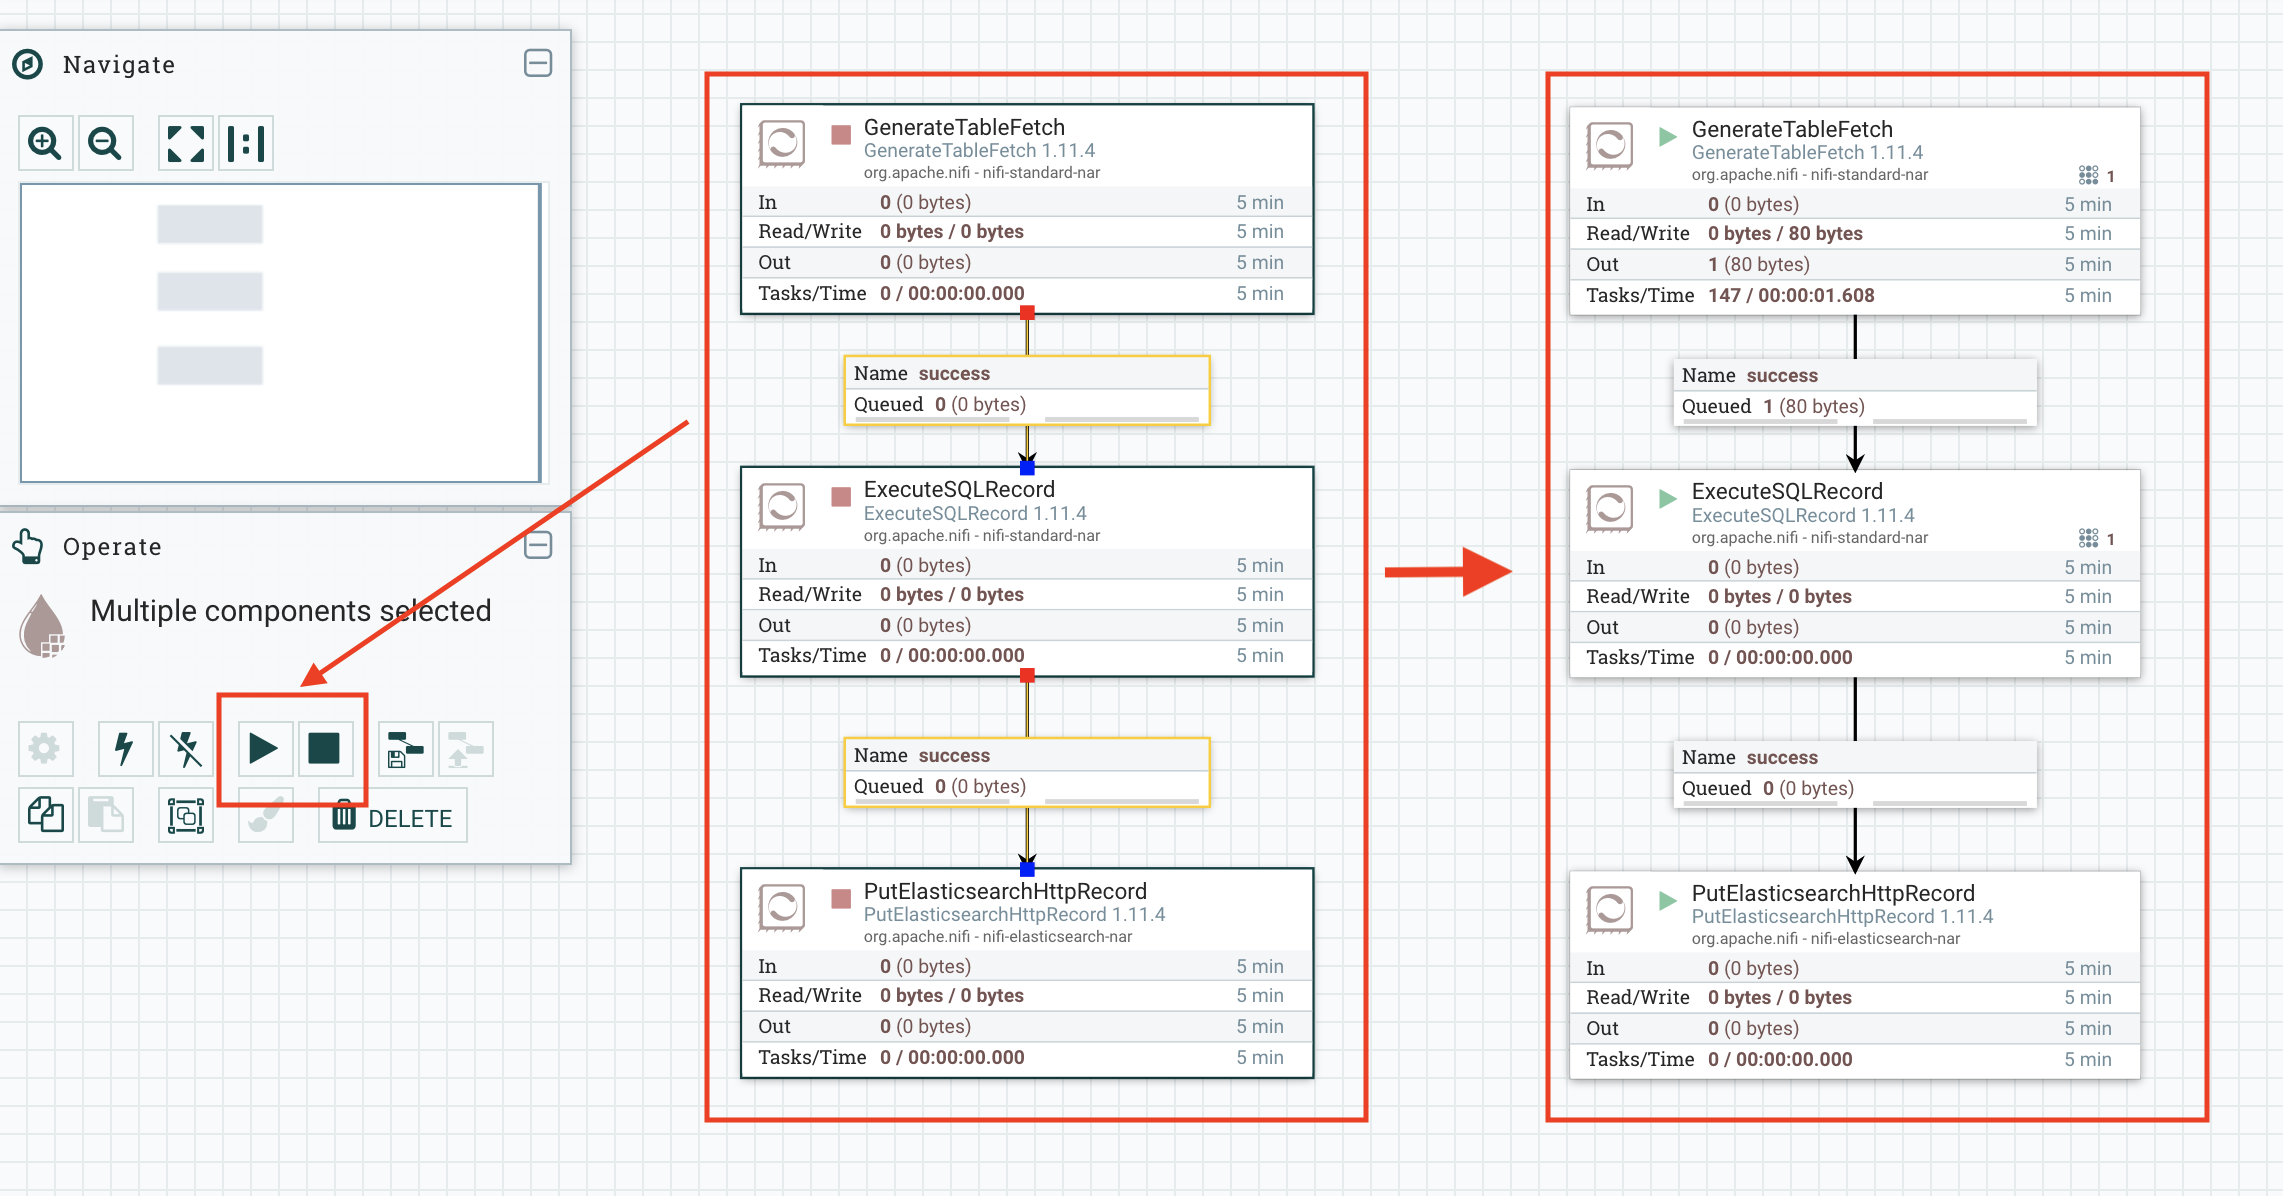 Navigate
Operate
Multiple components selected
DELETE
GenerateTableFetch
GenerateTableFetch 1.11.4
org.apache.nifi - nifi-standard-nar
In 0 (0 bytes) 5 min
Read/Write 0 bytes / 0 bytes 5 min
Out 0 (0 bytes) 5 min
Tasks/Time 0 / 00:00:00.000 5 min
Name success
Queued 0 (0 bytes)
ExecuteSQLRecord
ExecuteSQLRecord 1.11.4
org.apache.nifi - nifi-standard-nar
In 0 (0 bytes) 5 min
Read/Write 0 bytes / 0 bytes 5 min
Out 0 (0 bytes) 5 min
Tasks/Time 0 / 00:00:00.000 5 min
Name success
Queued 0 (0 bytes)
PutElasticsearchHttpRecord
PutElasticsearchHttpRecord 1.11.4
org.apache.nifi - nifi-elasticsearch-nar
In 0 (0 bytes) 5 min
Read/Write 0 bytes / 0 bytes 5 min
Out 0 (0 bytes) 5 min
Tasks/Time 0 / 00:00:00.000 5 min
GenerateTableFetch
GenerateTableFetch 1.11.4
org.apache.nifi - nifi-standard-nar
1
In 0 (0 bytes) 5 min
Read/Write 0 bytes / 80 bytes 5 min
Out 1 (80 bytes) 5 min
Tasks/Time 147 / 00:00:01.608 5 min
Name success
Queued 1 (80 bytes)
ExecuteSQLRecord
ExecuteSQLRecord 1.11.4
org.apache.nifi - nifi-standard-nar
1
In 0 (0 bytes) 5 min
Read/Write 0 bytes / 0 bytes 5 min
Out 0 (0 bytes) 5 min
Tasks/Time 0 / 00:00:00.000 5 min
Name success
Queued 0 (0 bytes)
PutElasticsearchHttpRecord
PutElasticsearchHttpRecord 1.11.4
org.apache.nifi - nifi-elasticsearch-nar
In 0 (0 bytes) 5 min
Read/Write 0 bytes / 0 bytes 5 min
Out 0 (0 bytes) 5 min
Tasks/Time 0 / 00:00:00.000 5 min